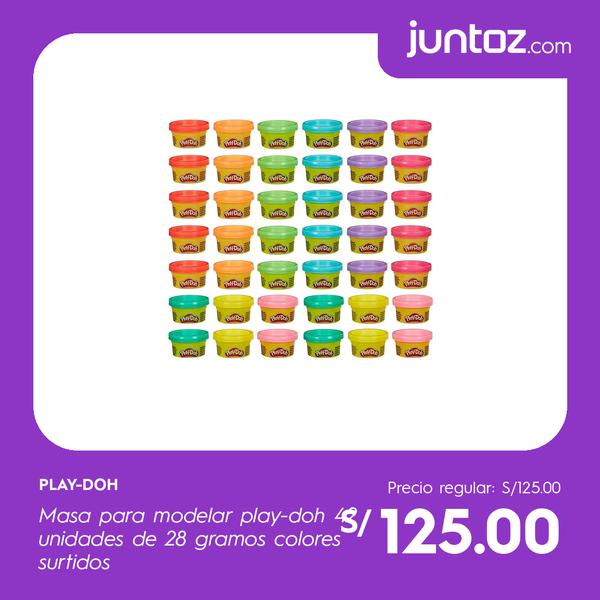 juntoz.com
PLAY-DOH
Masa para modelar play-doh
unidades de 28 gramos colores
surtidos
Precio regular: S/125.00
S/125.00